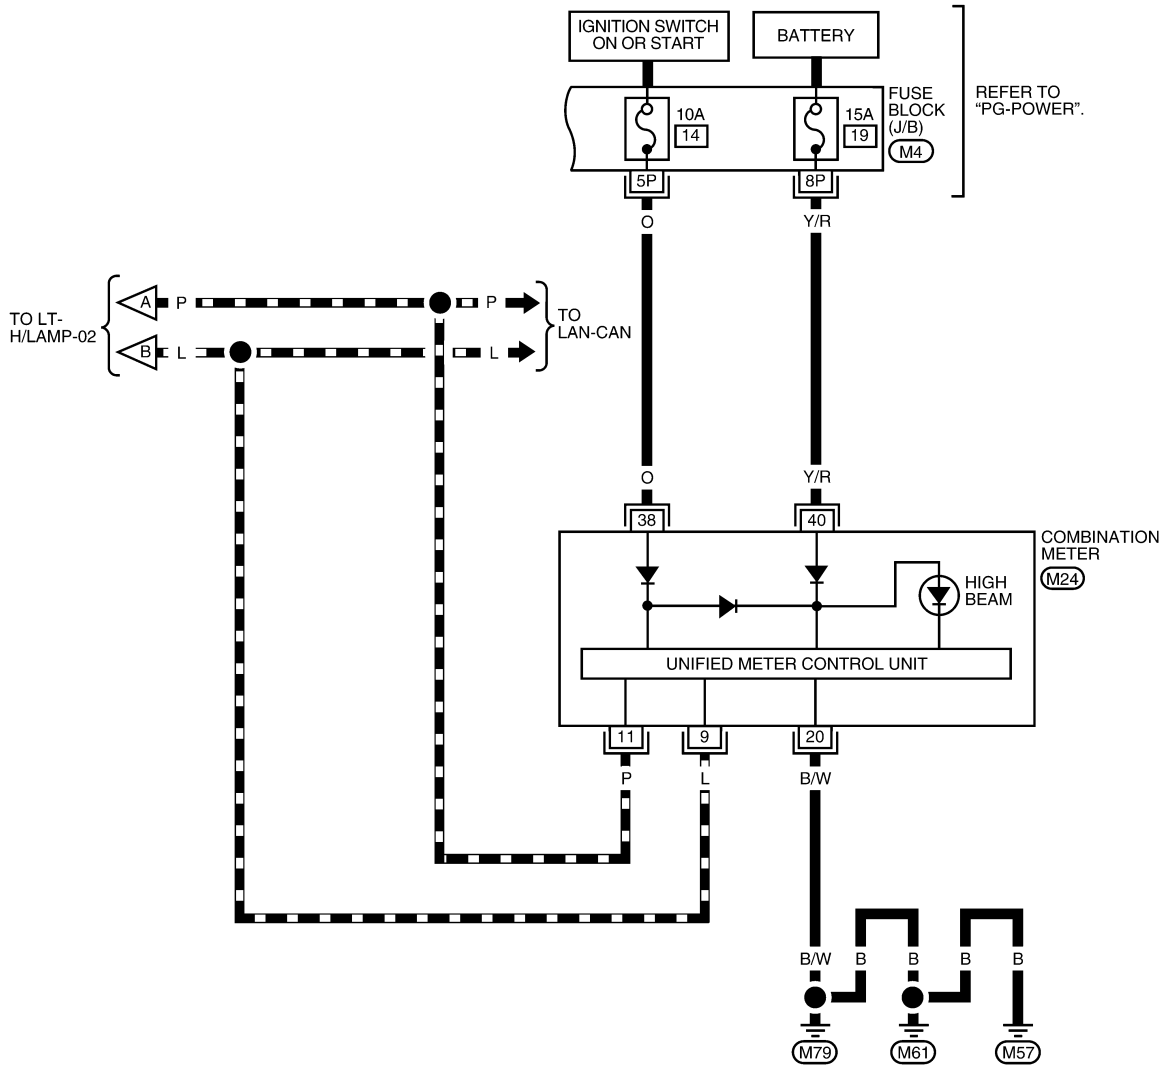 IGNITION SWITCH
ON OR START
BATTERY
REFER TO
“PG-POWER”.
FUSE
BLOCK
(J/B)
M4
10A
14
15A
19
5P
8P
O
Y/R
TO LT-
H/LAMP-02
A
P
P
B
L
L
TO
LAN-CAN
O
Y/R
38
40
COMBINATION
METER
M24
HIGH
BEAM
UNIFIED METER CONTROL UNIT
11
9
20
P
L
B/W
B/W
B
B
B
B
M79
M61
M57